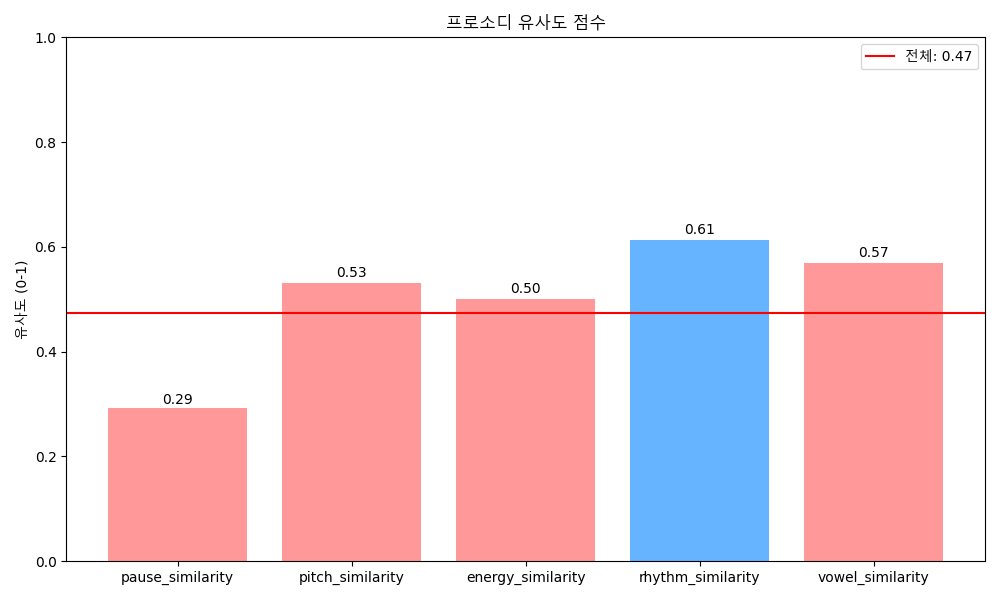 프로소디 유사도 점수
전체: 0.47
유사도 (0-1)
1.0
0.8
0.6
0.4
0.2
0.0
0.29
0.53
0.50
0.61
0.57
pause_similarity
pitch_similarity
energy_similarity
rhythm_similarity
vowel_similarity